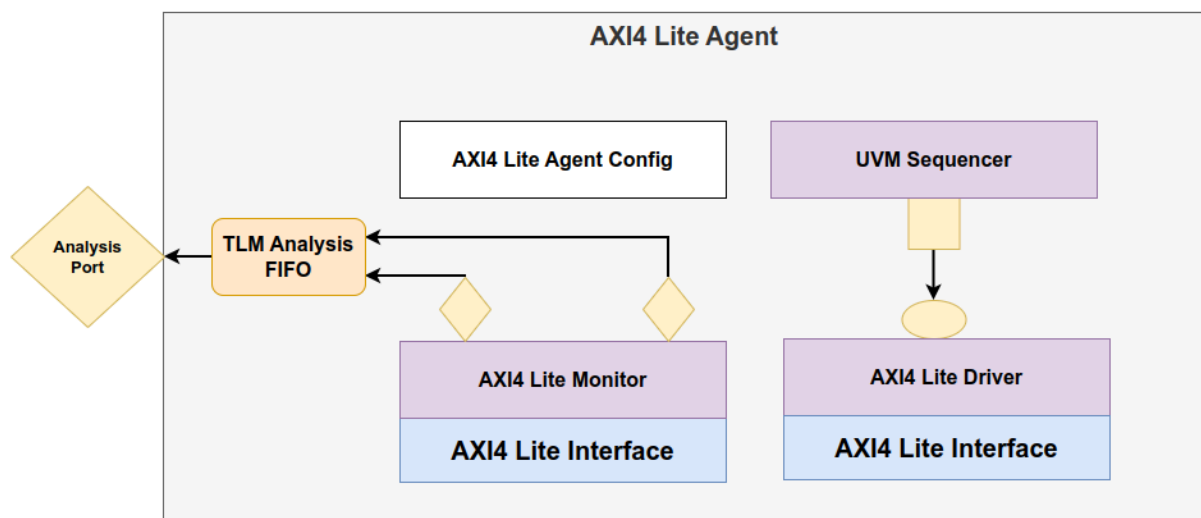 AXI4 Lite Agent
AXI4 Lite Agent Config
UVM Sequencer
Analysis
Port
TLM Analysis
FIFO
AXI4 Lite Monitor
AXI4 Lite Driver
AXI4 Lite Interface
AXI4 Lite Interface